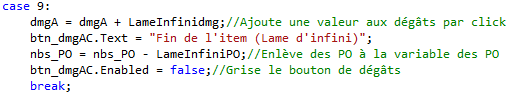 case 9:
dmgA = dmgA + LameInfinidmg;//Ajoute une valeur aux dégâts par click
btn_dmgAC.Text = "Fin de l'item (Lame d'infini)";
nbs_PO = nbs_PO - LameInfiniPO;//Enlève des PO à la variable des PO
btn_dmgAC.Enabled = false;//Grise le bouton de dégâts
break;